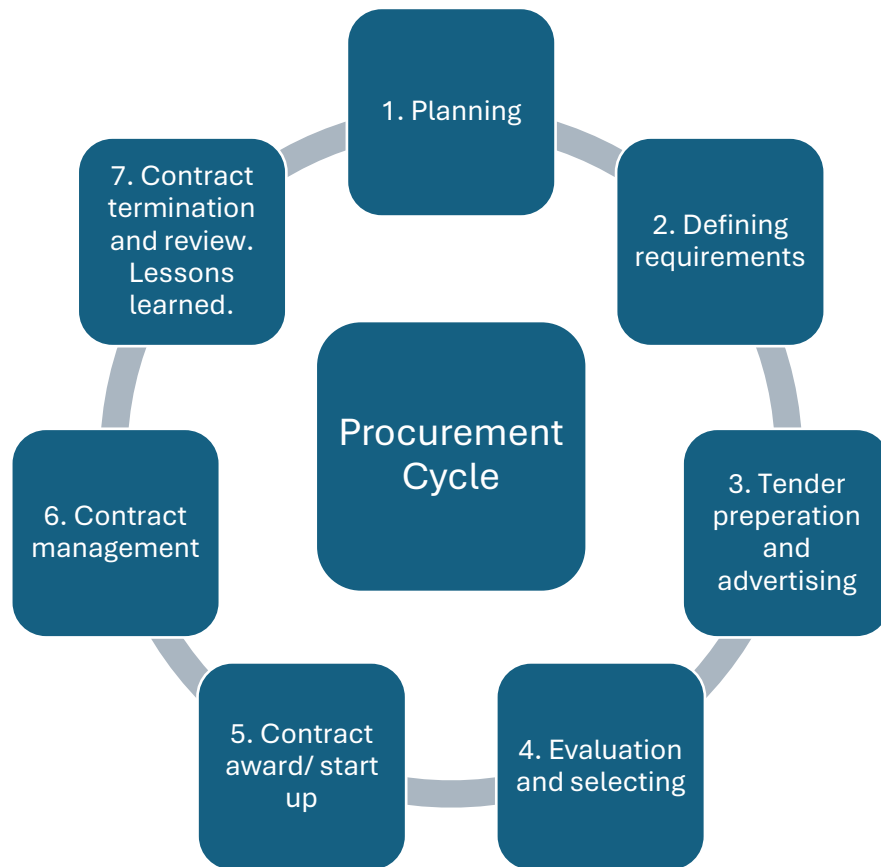 1. Planning
2. Defining
requirements
3. Tender
preperation
and
advertising
4. Evaluation
and selecting
5. Contract
award/ start
up
6. Contract
management
7. Contract
termination
and review.
Lessons
learned.
Procurement
Cycle